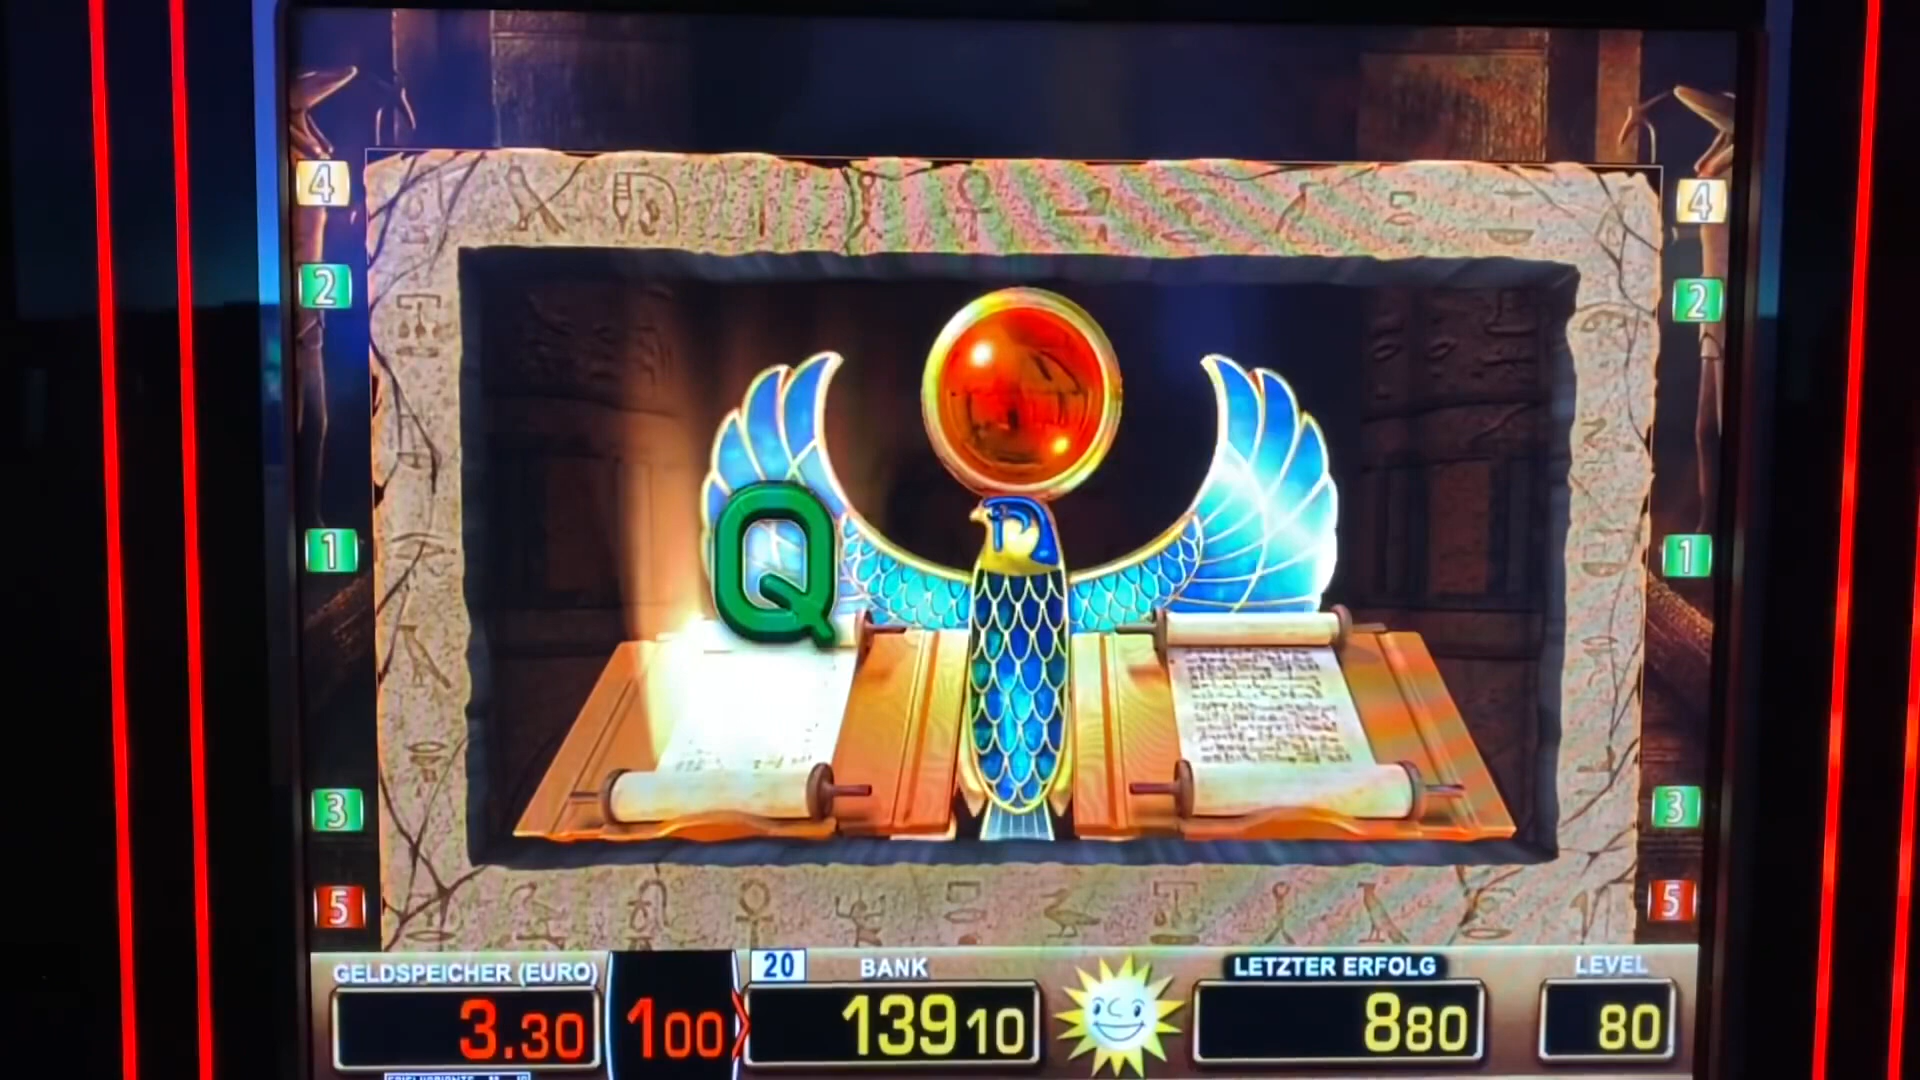 4 4
2 2
Q
1 1
3 3
5 5
GELDSPEICHER (EURO) 20 BANK LETZTER ERFOLG LEVEL
3.30 100 139 10 8 80 80